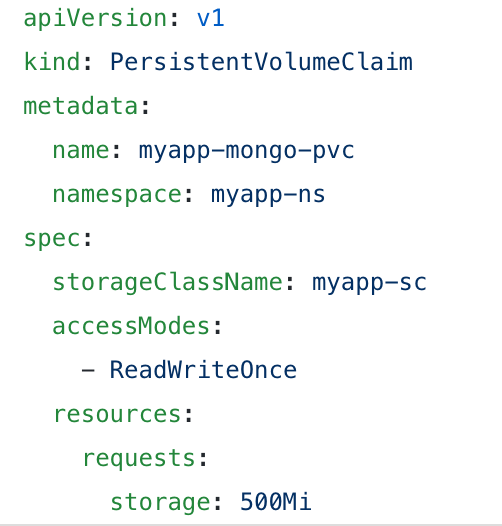 apiVersion: v1
kind: PersistentVolumeClaim
metadata:
  name: myapp-mongo-pvc
  namespace: myapp-ns
spec:
  storageClassName: myapp-sc
  accessModes:
    - ReadWriteOnce
  resources:
    requests:
      storage: 500Mi